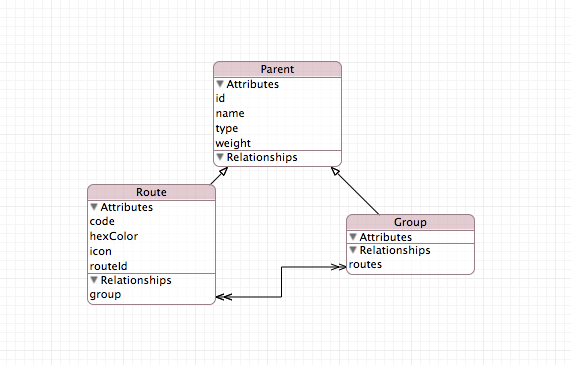 Parent
Attributes
id
name
type
weight
Relationships
Route
Attributes
code
hexColor
icon
routeId
Relationships
group
Group
Attributes
Relationships
routes